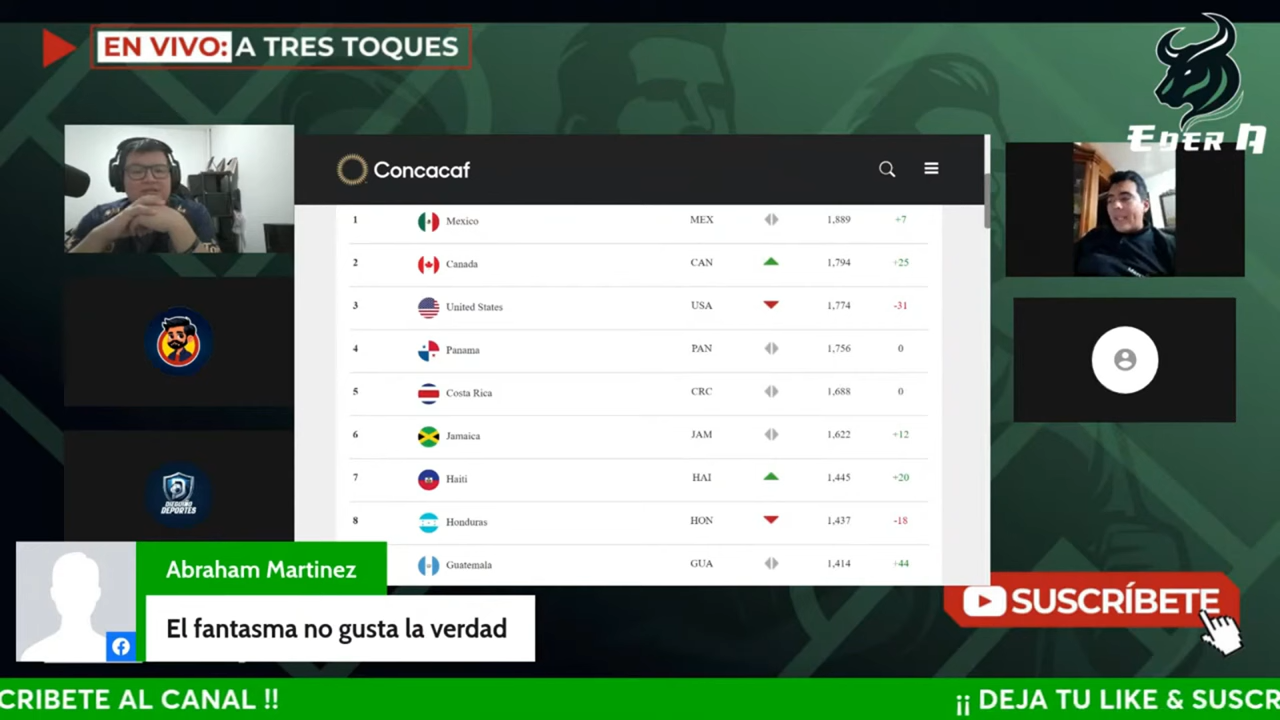 EN VIVO: A TRES TOQUES
EDER A
Concacaf
1 Mexico MEX 1,889 +7
2 Canada CAN 1,794 +25
3 United States USA 1,774 -31
4 Panama PAN 1,756 0
5 Costa Rica CRC 1,688 0
6 Jamaica JAM 1,622 +12
7 Haiti HAI 1,445 +20
8 Honduras HON 1,437 -18
Guatemala GUA 1,414 +44
DIEGUINO
DEPORTES
Abraham Martinez
El fantasma no gusta la verdad
SUSCRÍBETE
CRIBETE AL CANAL !!
¡¡ DEJA TU LIKE & SUSCR